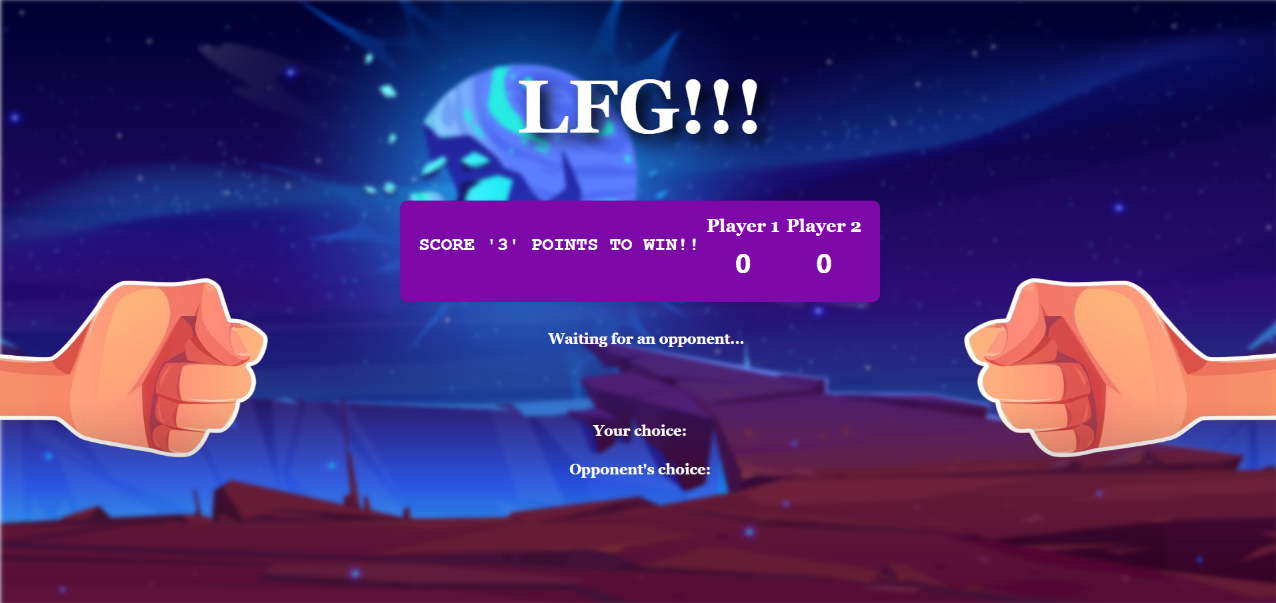 LFG!!!
SCORE '3' POINTS TO WIN!!
Player 1 Player 2
0 0
Waiting for an opponent...
Your choice:
Opponent's choice: